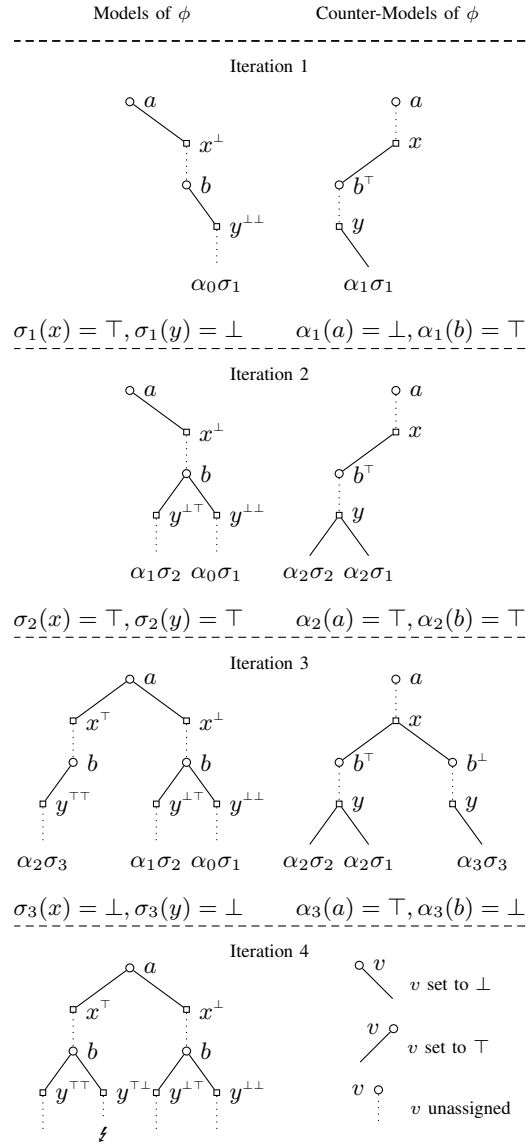 Models of ϕ Counter-Models of ϕ
Iteration 1
a a
x^⊥ x
b b^⊤
y^⊥⊥ y
α₀σ₁ α₁σ₁
σ₁(x) = ⊤, σ₁(y) = ⊥ α₁(a) = ⊥, α₁(b) = ⊤
Iteration 2
a a
x^⊥ x
b b^⊤
y^⊥⊤ y^⊥⊥ y
α₁σ₂ α₀σ₁ α₂σ₂ α₂σ₁
σ₂(x) = ⊤, σ₂(y) = ⊤ α₂(a) = ⊤, α₂(b) = ⊤
Iteration 3
a a
x^⊤ x^⊥ x
b b b^⊤ b^⊥
y^⊤⊤ y^⊥⊤ y^⊥⊥ y y
α₂σ₃ α₁σ₂ α₀σ₁ α₂σ₂ α₂σ₁ α₃σ₃
σ₃(x) = ⊥, σ₃(y) = ⊥ α₃(a) = ⊤, α₃(b) = ⊥
Iteration 4
a v
x^⊤ x^⊥ v set to ⊥
b b v v set to ⊤
y^⊤⊤ y^⊤⊥ y^⊥⊤ y^⊥⊥ v v unassigned